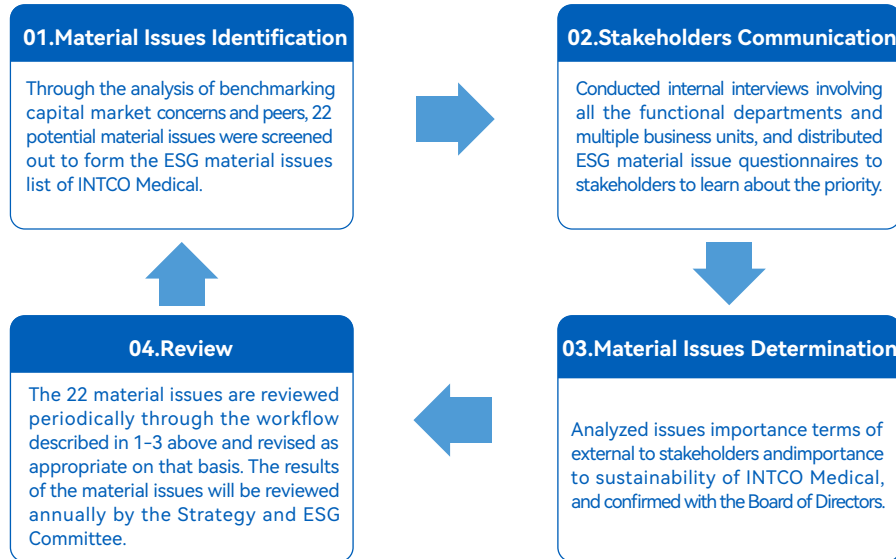 01.Material Issues Identification
Through the analysis of benchmarking
capital market concerns and peers, 22
potential material issues were screened
out to form the ESG material issues
list of INTCO Medical.
02.Stakeholders Communication
Conducted internal interviews involving
all the functional departments and
multiple business units, and distributed
ESG material issue questionnaires to
stakeholders to learn about the priority.
03.Material Issues Determination
Analyzed issues importance terms of
external to stakeholders andimportance
to sustainability of INTCO Medical,
and confirmed with the Board of Directors.
04.Review
The 22 material issues are reviewed
periodically through the workflow
described in 1-3 above and revised as
appropriate on that basis. The results
of the material issues will be reviewed
annually by the Strategy and ESG
Committee.